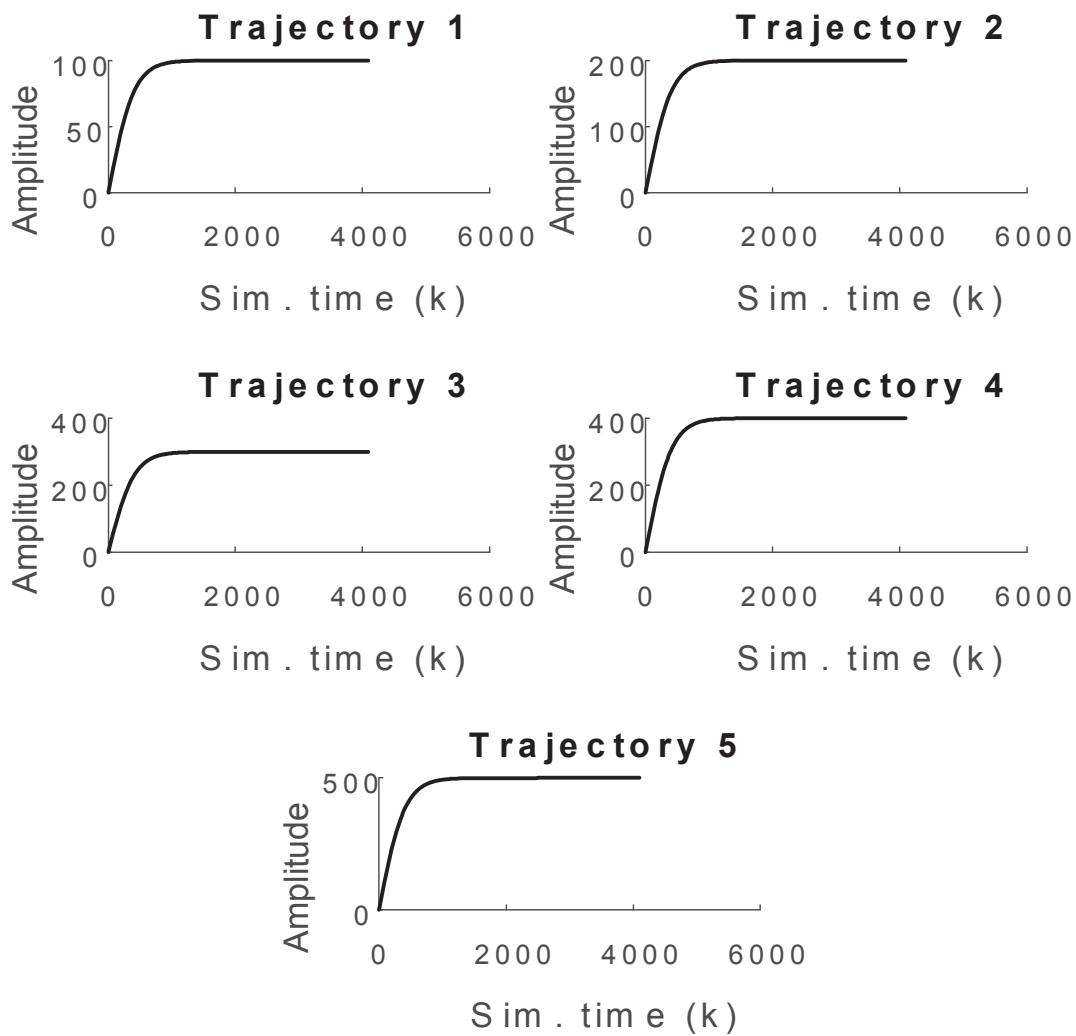 Trajectory 1
Amplitude
100
50
0
0 2000 4000 6000
Sim. time (k)
Trajectory 2
Amplitude
200
100
0
0 2000 4000 6000
Sim. time (k)
Trajectory 3
Amplitude
400
200
0
0 2000 4000 6000
Sim. time (k)
Trajectory 4
Amplitude
400
200
0
0 2000 4000 6000
Sim. time (k)
Trajectory 5
Amplitude
500
0
0 2000 4000 6000
Sim. time (k)